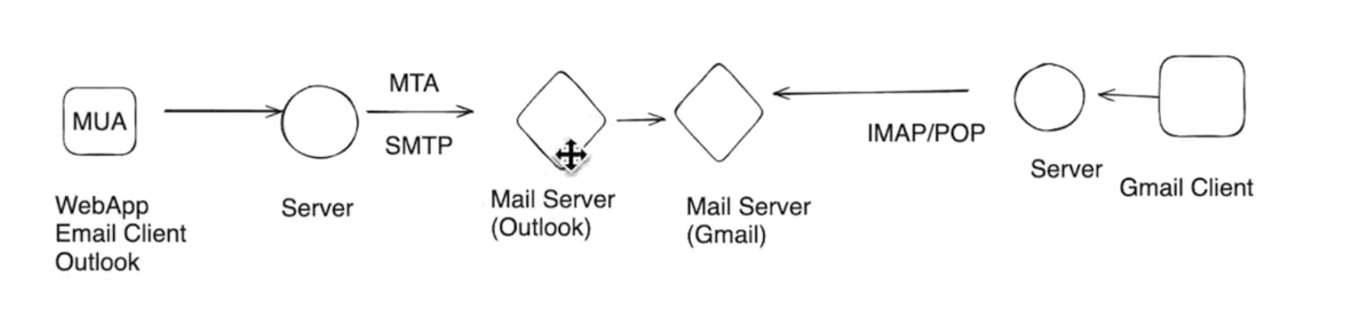 MUA
WebApp
Email Client
Outlook
Server
MTA
SMTP
Mail Server
(Outlook)
Mail Server
(Gmail)
IMAP/POP
Server
Gmail Client